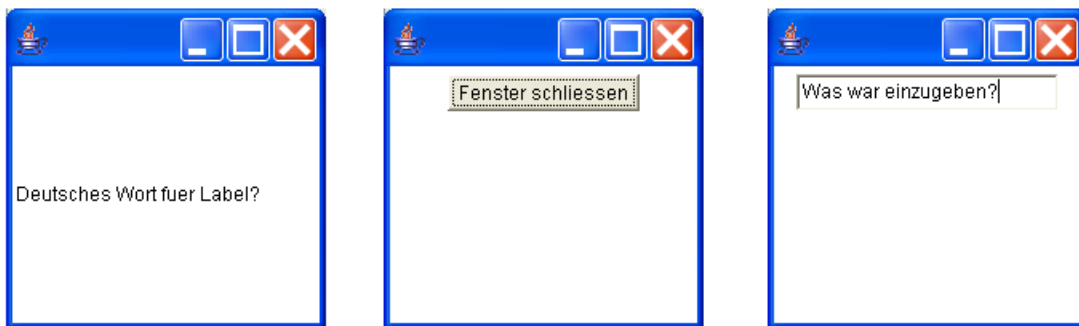 Deutsches Wort fuer Label?
Fenster schliessen
Was war einzugeben?